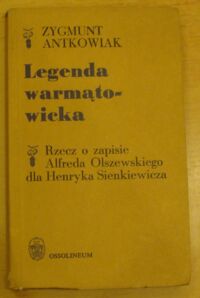 ZYGMUNT
ANTKOWIAK
Legenda
warmąto-
wicka
Rzecz o zapisie
Alfreda Olszewskiego
dla Henryka Sienkiewicza
OSSOLINEUM